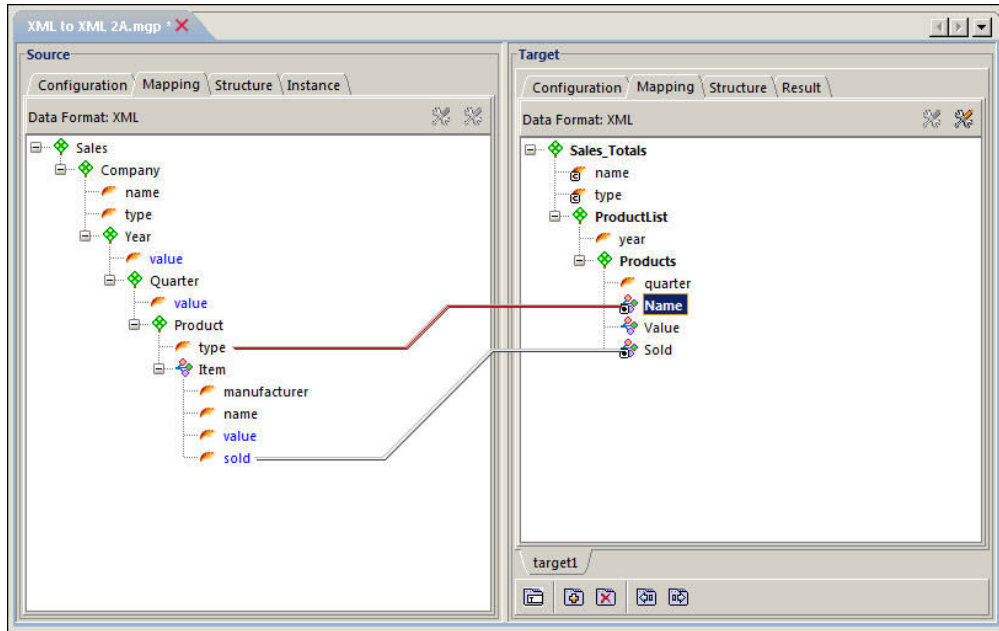 XML to XML 2A.mgp *
Source
Configuration Mapping Structure Instance
Data Format: XML
Sales
Company
name
type
Year
value
Quarter
value
Product
type
Item
manufacturer
name
value
sold
Target
Configuration Mapping Structure Result
Data Format: XML
Sales_Totals
name
type
ProductList
year
Products
quarter
Name
Value
Sold
target1